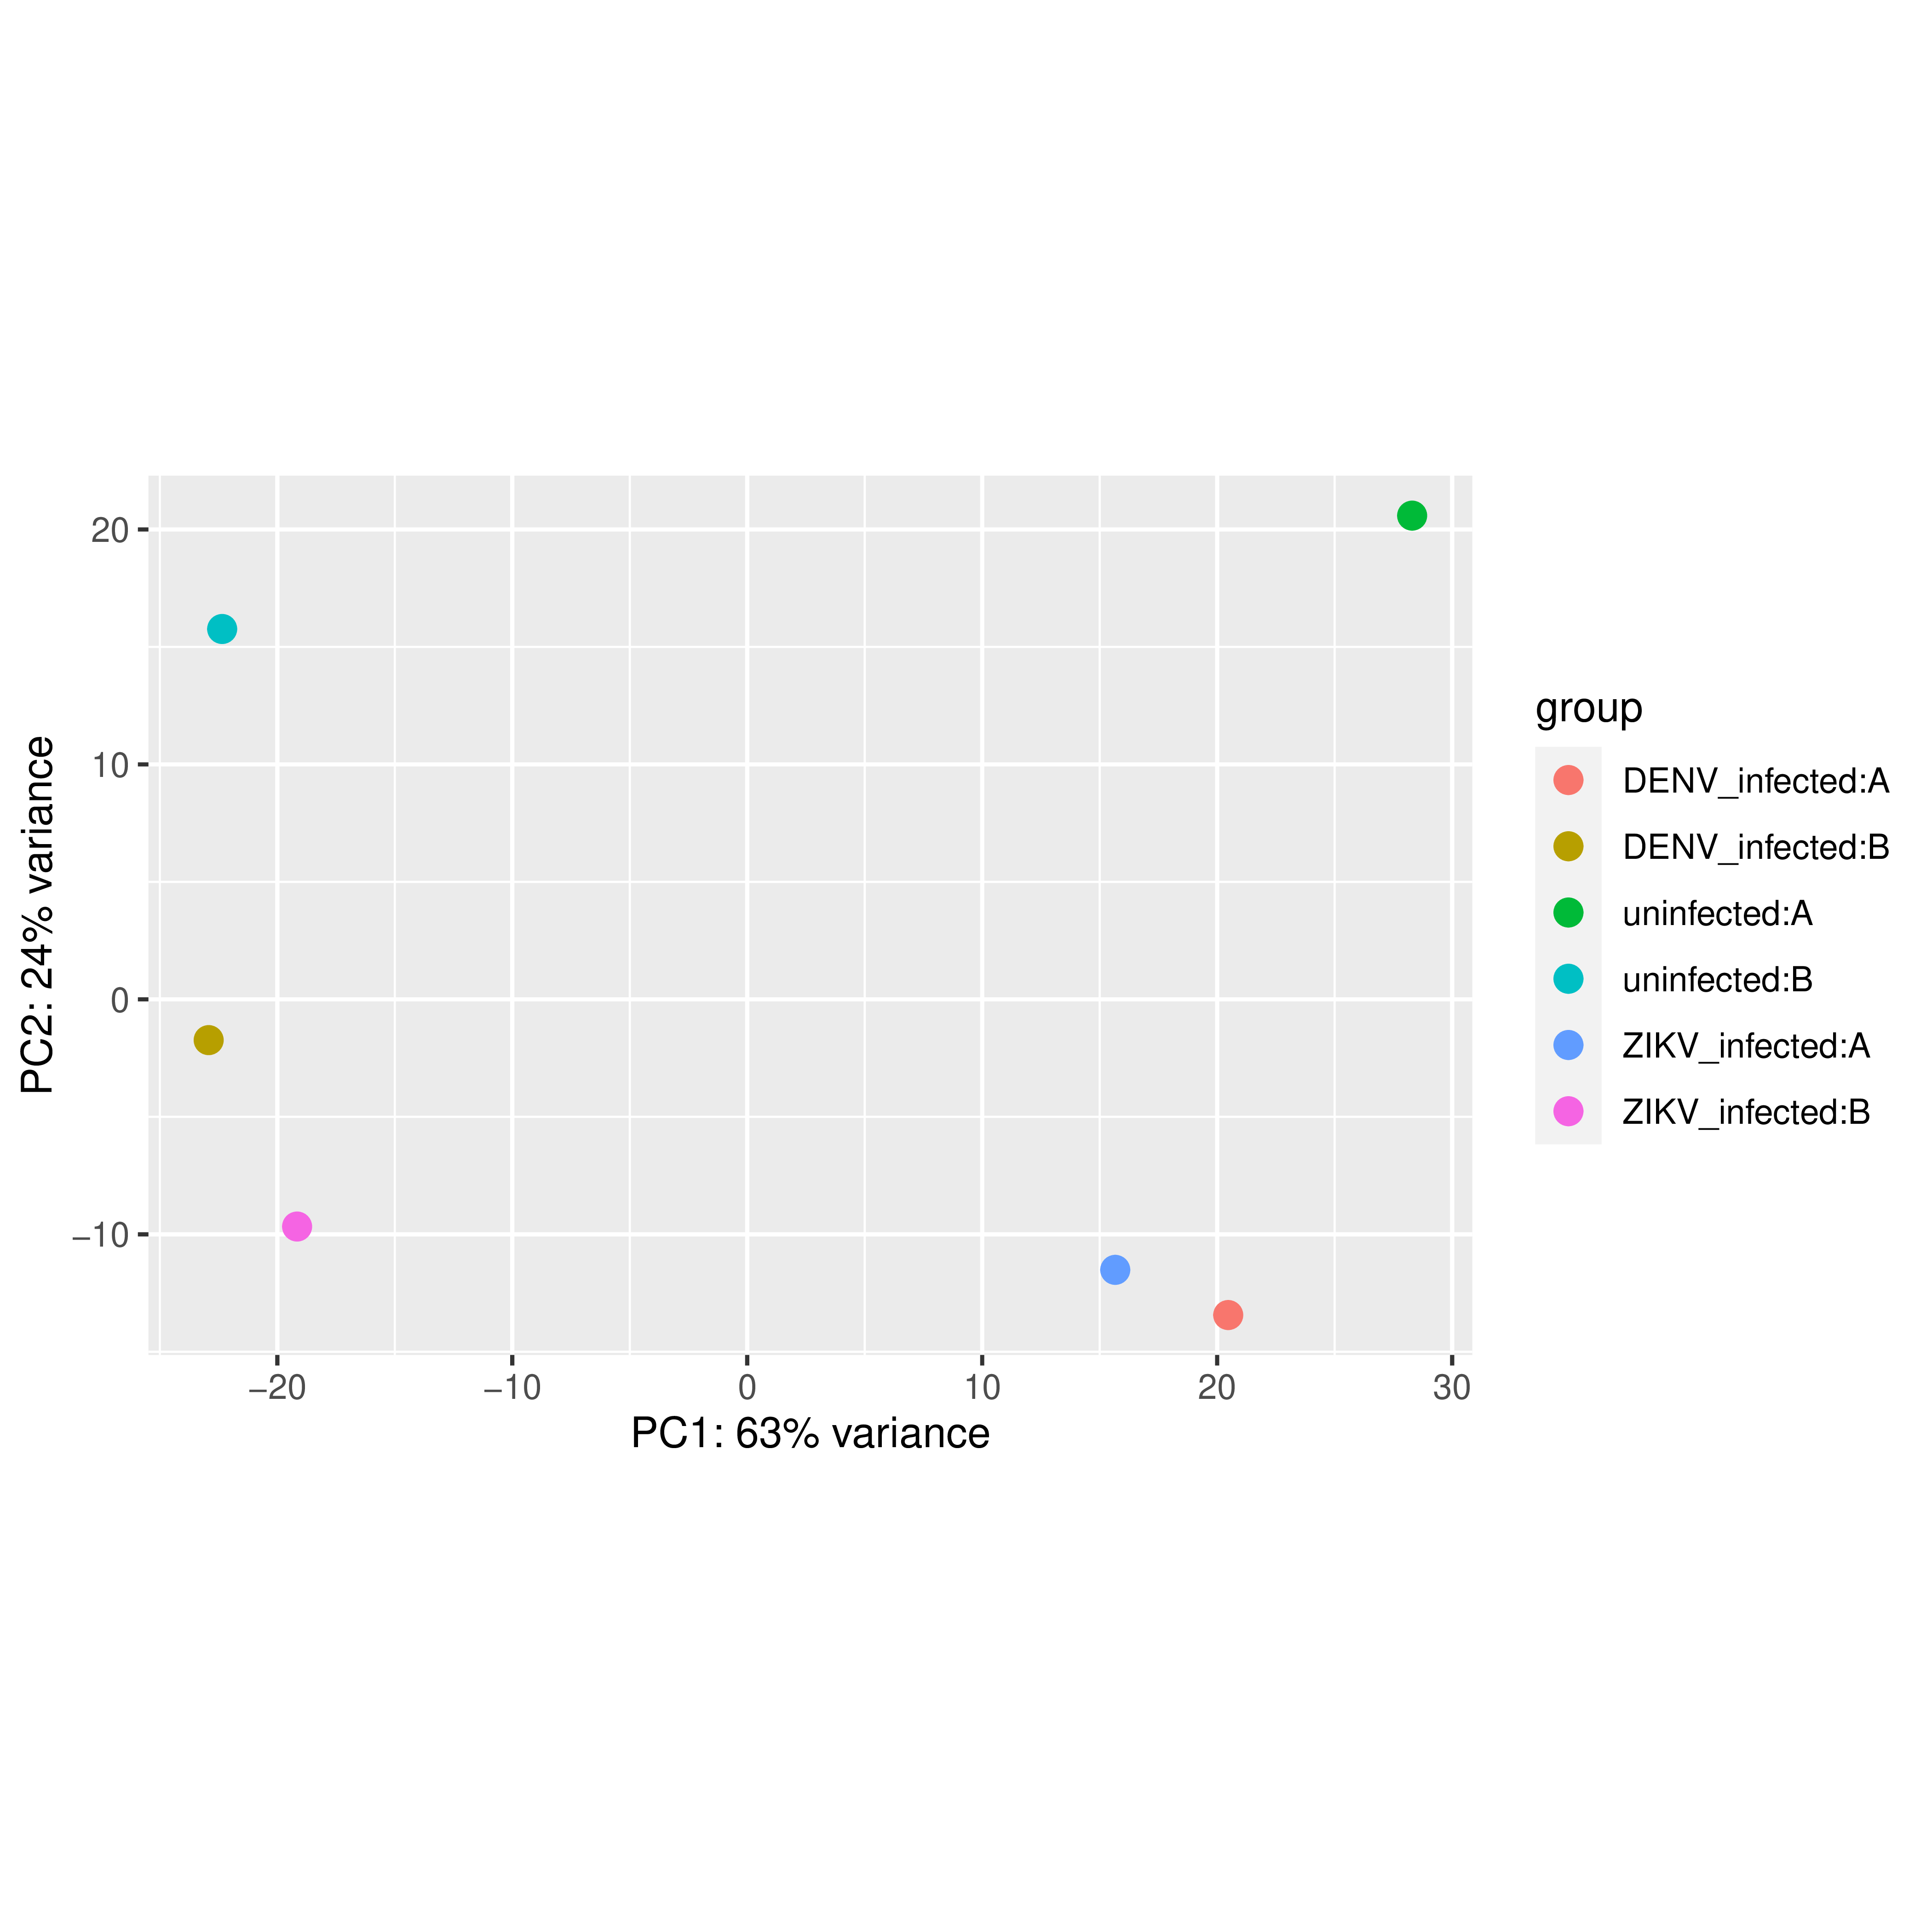 20
10
0
−10
−20
−10
0
10
20
30
PC1: 63% variance
PC2: 24% variance
group
DENV_infected:A
DENV_infected:B
uninfected:A
uninfected:B
ZIKV_infected:A
ZIKV_infected:B